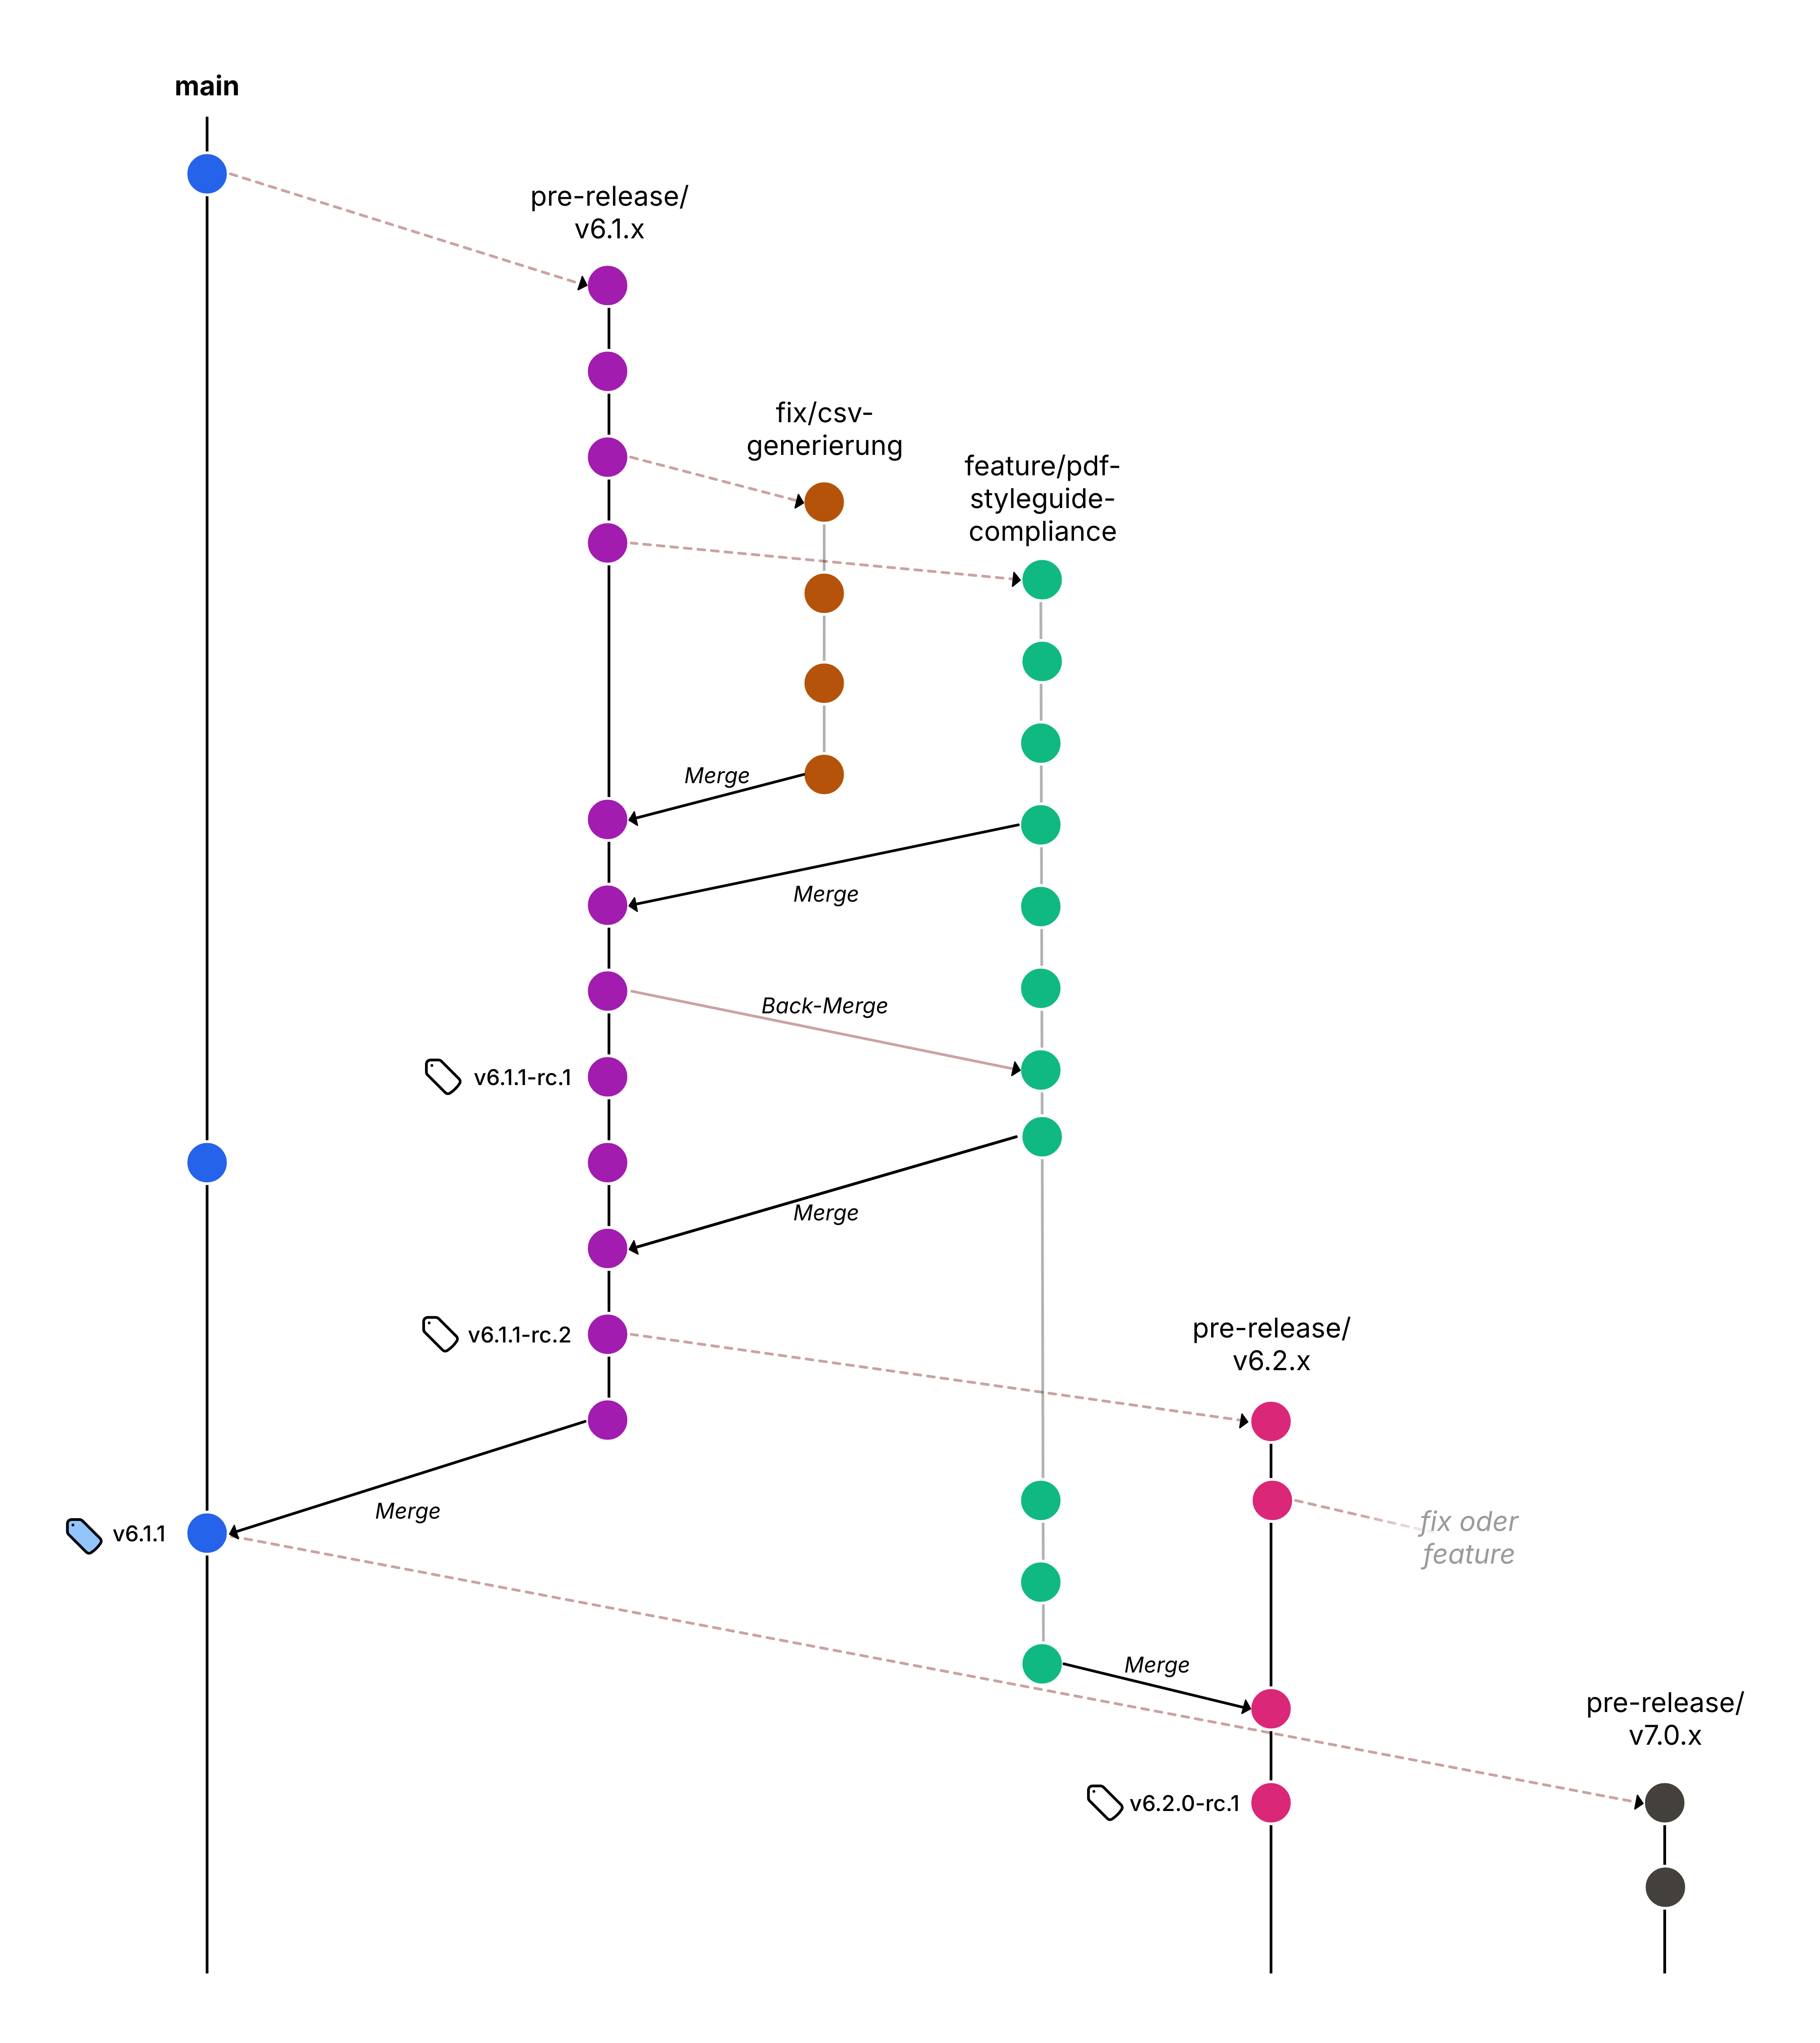 main
pre-release/
v6.1.x
fix/csv-
generierung
feature/pdf-
styleguide-
compliance
Merge
Merge
Back-Merge
v6.1.1-rc.1
Merge
v6.1.1-rc.2
pre-release/
v6.2.x
Merge
v6.1.1
fix oder
feature
Merge
pre-release/
v7.0.x
v6.2.0-rc.1